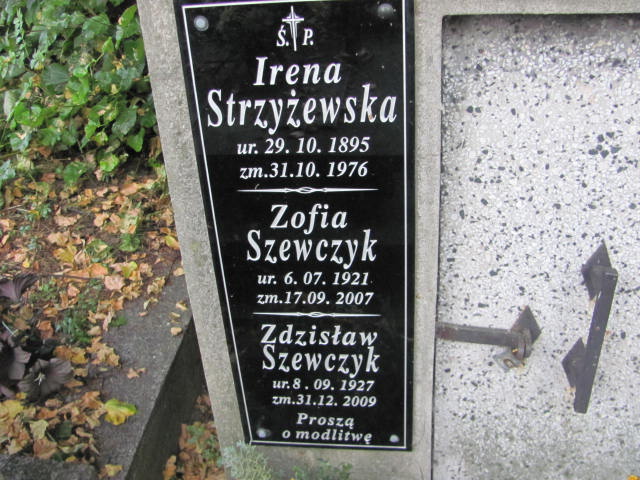 Ś. P.
Irena
Strzyżewska
ur. 29. 10. 1895
zm.31.10. 1976
Zofia
Szewczyk
ur. 6. 07. 1921
zm.17.09. 2007
Zdzisław
Szewczyk
ur.8 .09. 1927
zm.31.12. 2009
Proszą
o modlitwę